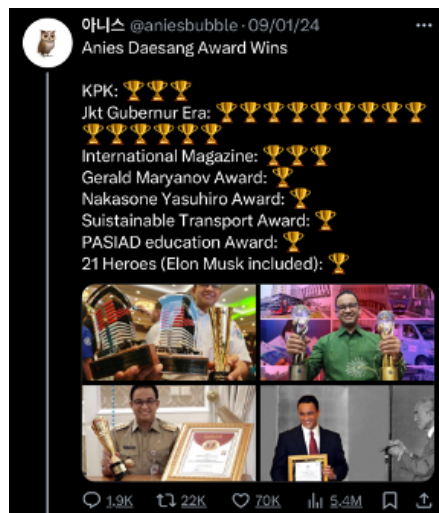 아니스 @aniesbubble · 09/01/24
Anies Daesang Award Wins
KPK: 🏆🏆🏆
Jkt Gubernur Era: 🏆🏆🏆🏆🏆🏆🏆🏆🏆
🏆🏆🏆🏆🏆🏆
International Magazine: 🏆🏆🏆
Gerald Maryanov Award: 🏆
Nakasone Yasuhiro Award: 🏆
Suistainable Transport Award: 🏆
PASIAD education Award: 🏆
21 Heroes (Elon Musk included): 🏆
1.9K 22K 70K 5.4M